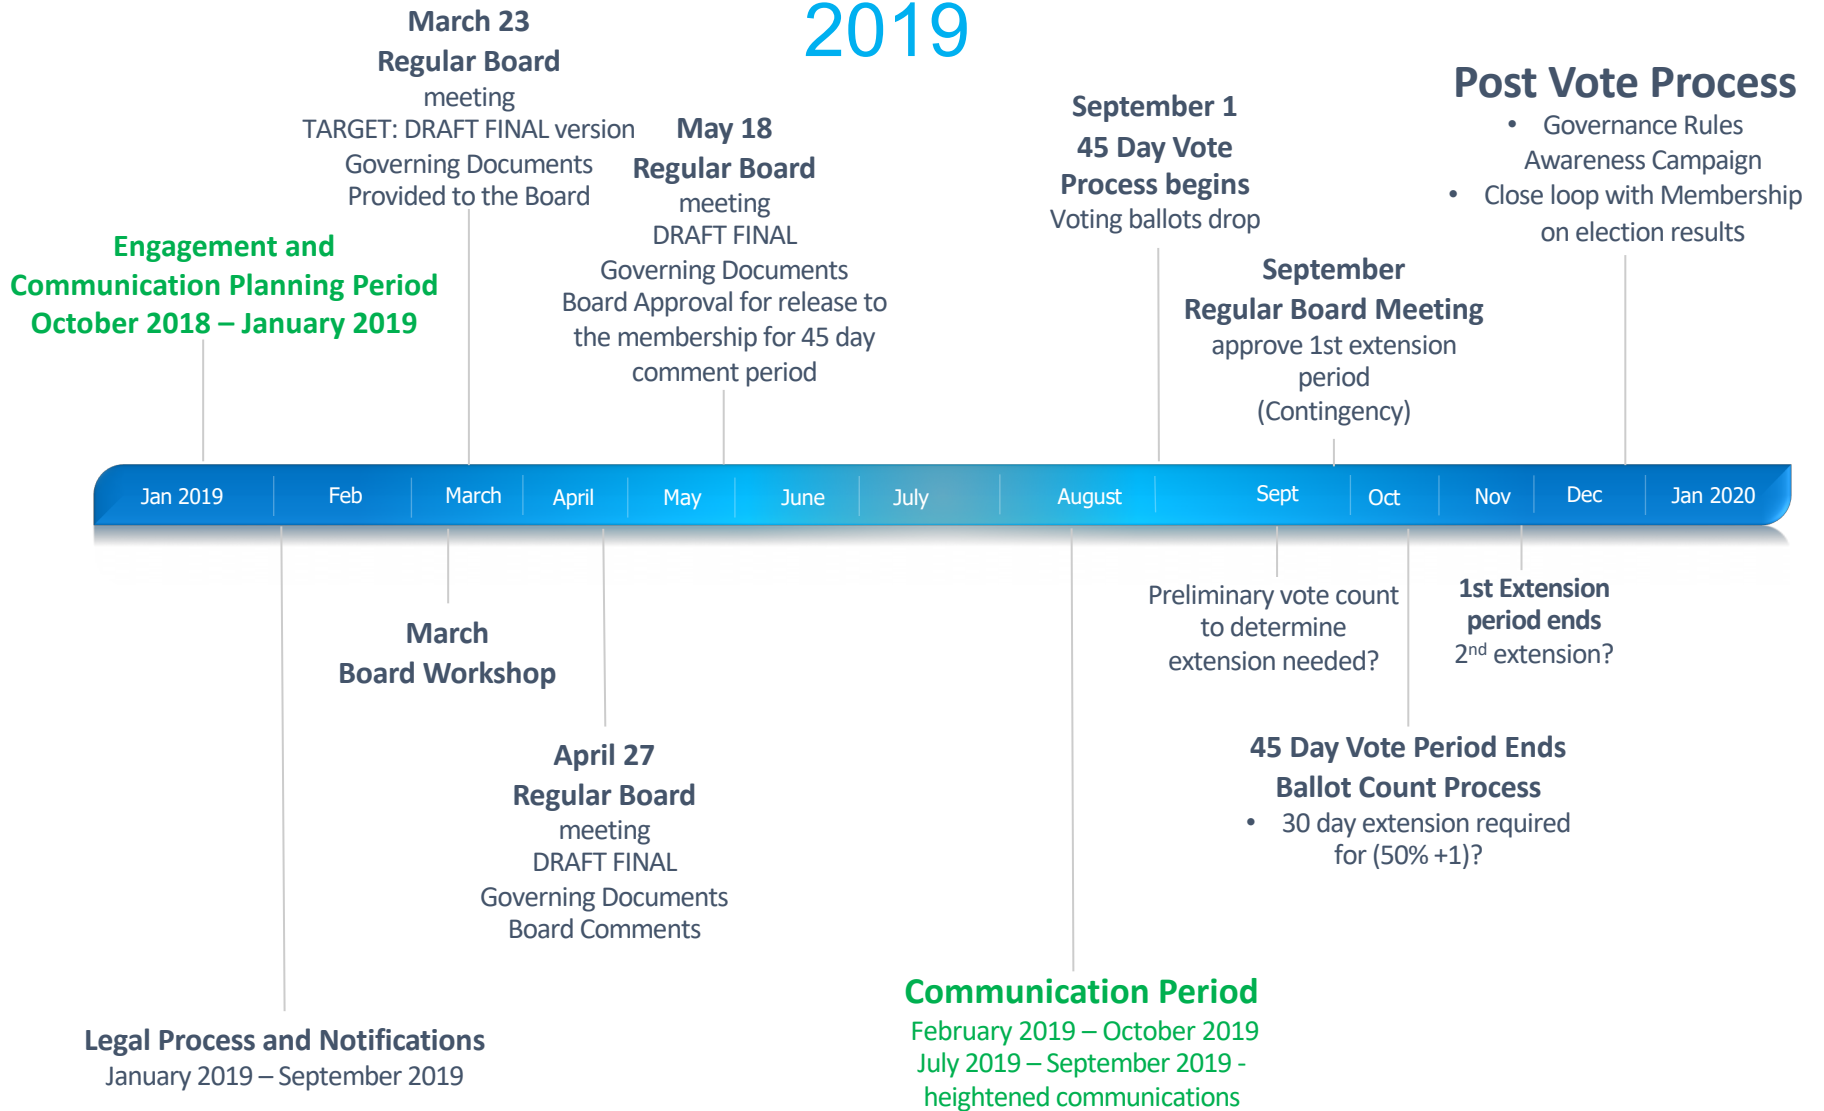 2019
March 23
Regular Board
meeting
TARGET: DRAFT FINAL version
Governing Documents
Provided to the Board
May 18
Regular Board
meeting
DRAFT FINAL
Governing Documents
Board Approval for release to
the membership for 45 day
comment period
September 1
45 Day Vote
Process begins
Voting ballots drop
Post Vote Process
• Governance Rules
Awareness Campaign
• Close loop with Membership
on election results
Engagement and
Communication Planning Period
October 2018 – January 2019
September
Regular Board Meeting
approve 1st extension
period
(Contingency)
Jan 2019 Feb March April May June July August Sept Oct Nov Dec Jan 2020
March
Board Workshop
Preliminary vote count
to determine
extension needed?
1st Extension
period ends
2nd extension?
April 27
Regular Board
meeting
DRAFT FINAL
Governing Documents
Board Comments
45 Day Vote Period Ends
Ballot Count Process
• 30 day extension required
for (50% +1)?
Legal Process and Notifications
January 2019 – September 2019
Communication Period
February 2019 – October 2019
July 2019 – September 2019 -
heightened communications